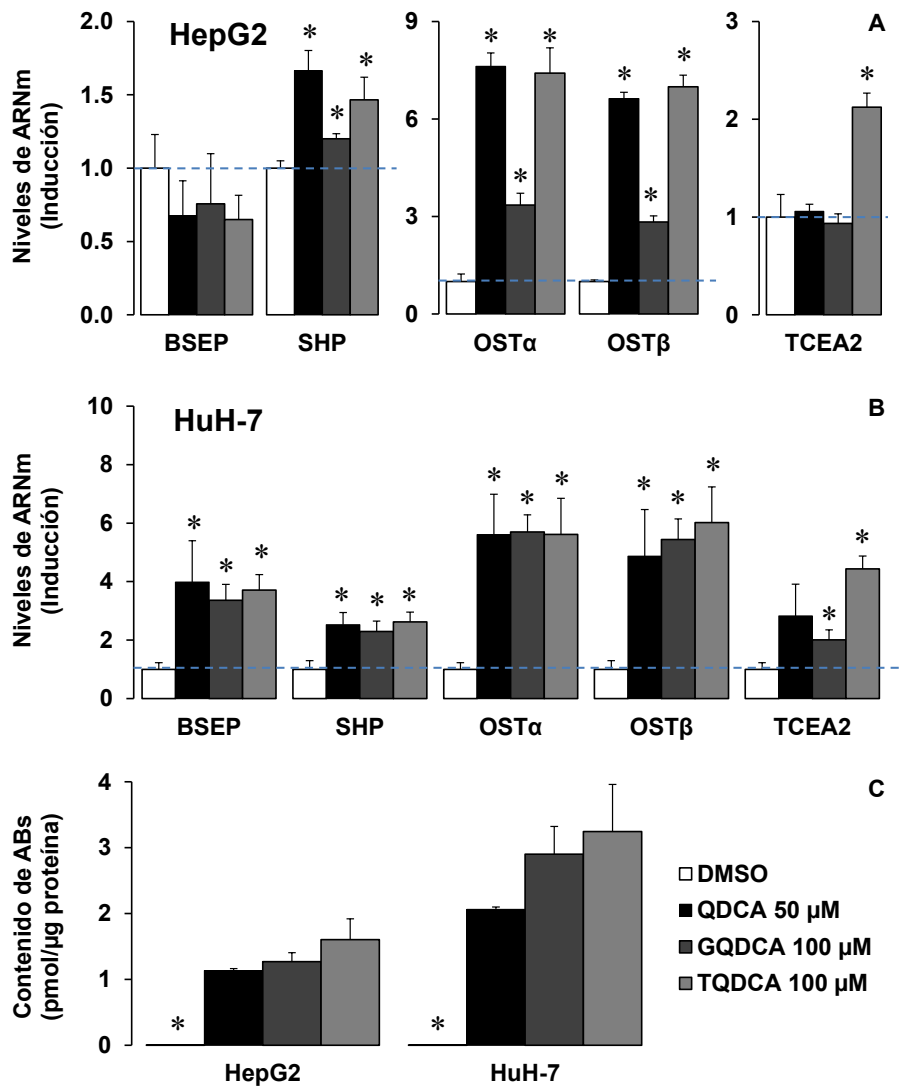 HepG2
A
Niveles de ARNm
(Inducción)
2.0
1.5
1.0
0.5
0.0
* * *
BSEP SHP
9
6
3
0
* * * * * *
OSTα OSTβ
3
2
1
0
*
TCEA2
HuH-7
B
Niveles de ARNm
(Inducción)
10
8
6
4
2
0
* * * * * * * * * * * * * *
BSEP SHP OSTα OSTβ TCEA2
C
Contenido de ABs
(pmol/µg proteína)
4
3
2
1
0
* *
HepG2 HuH-7
DMSO
QDCA 50 µM
GQDCA 100 µM
TQDCA 100 µM